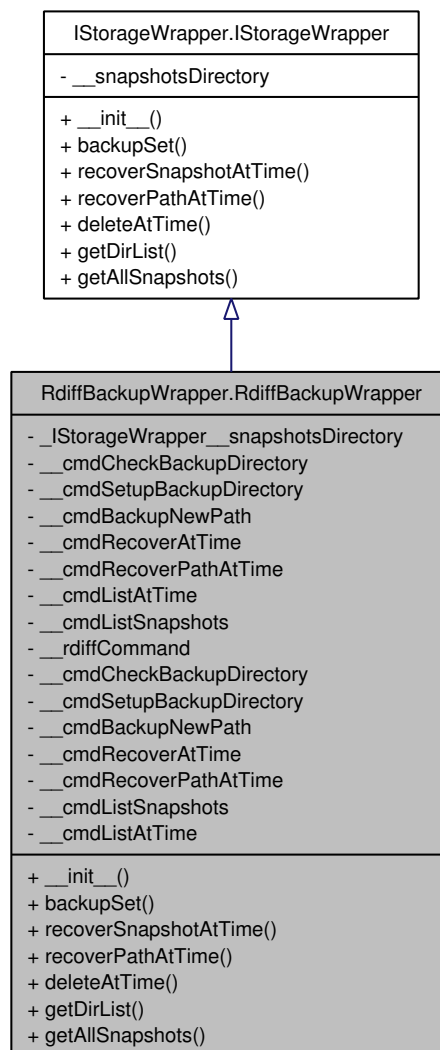 IStorageWrapper.IStorageWrapper
- __snapshotsDirectory
+ __init__()
+ backupSet()
+ recoverSnapshotAtTime()
+ recoverPathAtTime()
+ deleteAtTime()
+ getDirList()
+ getAllSnapshots()
RdiffBackupWrapper.RdiffBackupWrapper
- _IStorageWrapper__snapshotsDirectory
- __cmdCheckBackupDirectory
- __cmdSetupBackupDirectory
- __cmdBackupNewPath
- __cmdRecoverAtTime
- __cmdRecoverPathAtTime
- __cmdListAtTime
- __cmdListSnapshots
- __rdiffCommand
- __cmdCheckBackupDirectory
- __cmdSetupBackupDirectory
- __cmdBackupNewPath
- __cmdRecoverAtTime
- __cmdRecoverPathAtTime
- __cmdListSnapshots
- __cmdListAtTime
+ __init__()
+ backupSet()
+ recoverSnapshotAtTime()
+ recoverPathAtTime()
+ deleteAtTime()
+ getDirList()
+ getAllSnapshots()